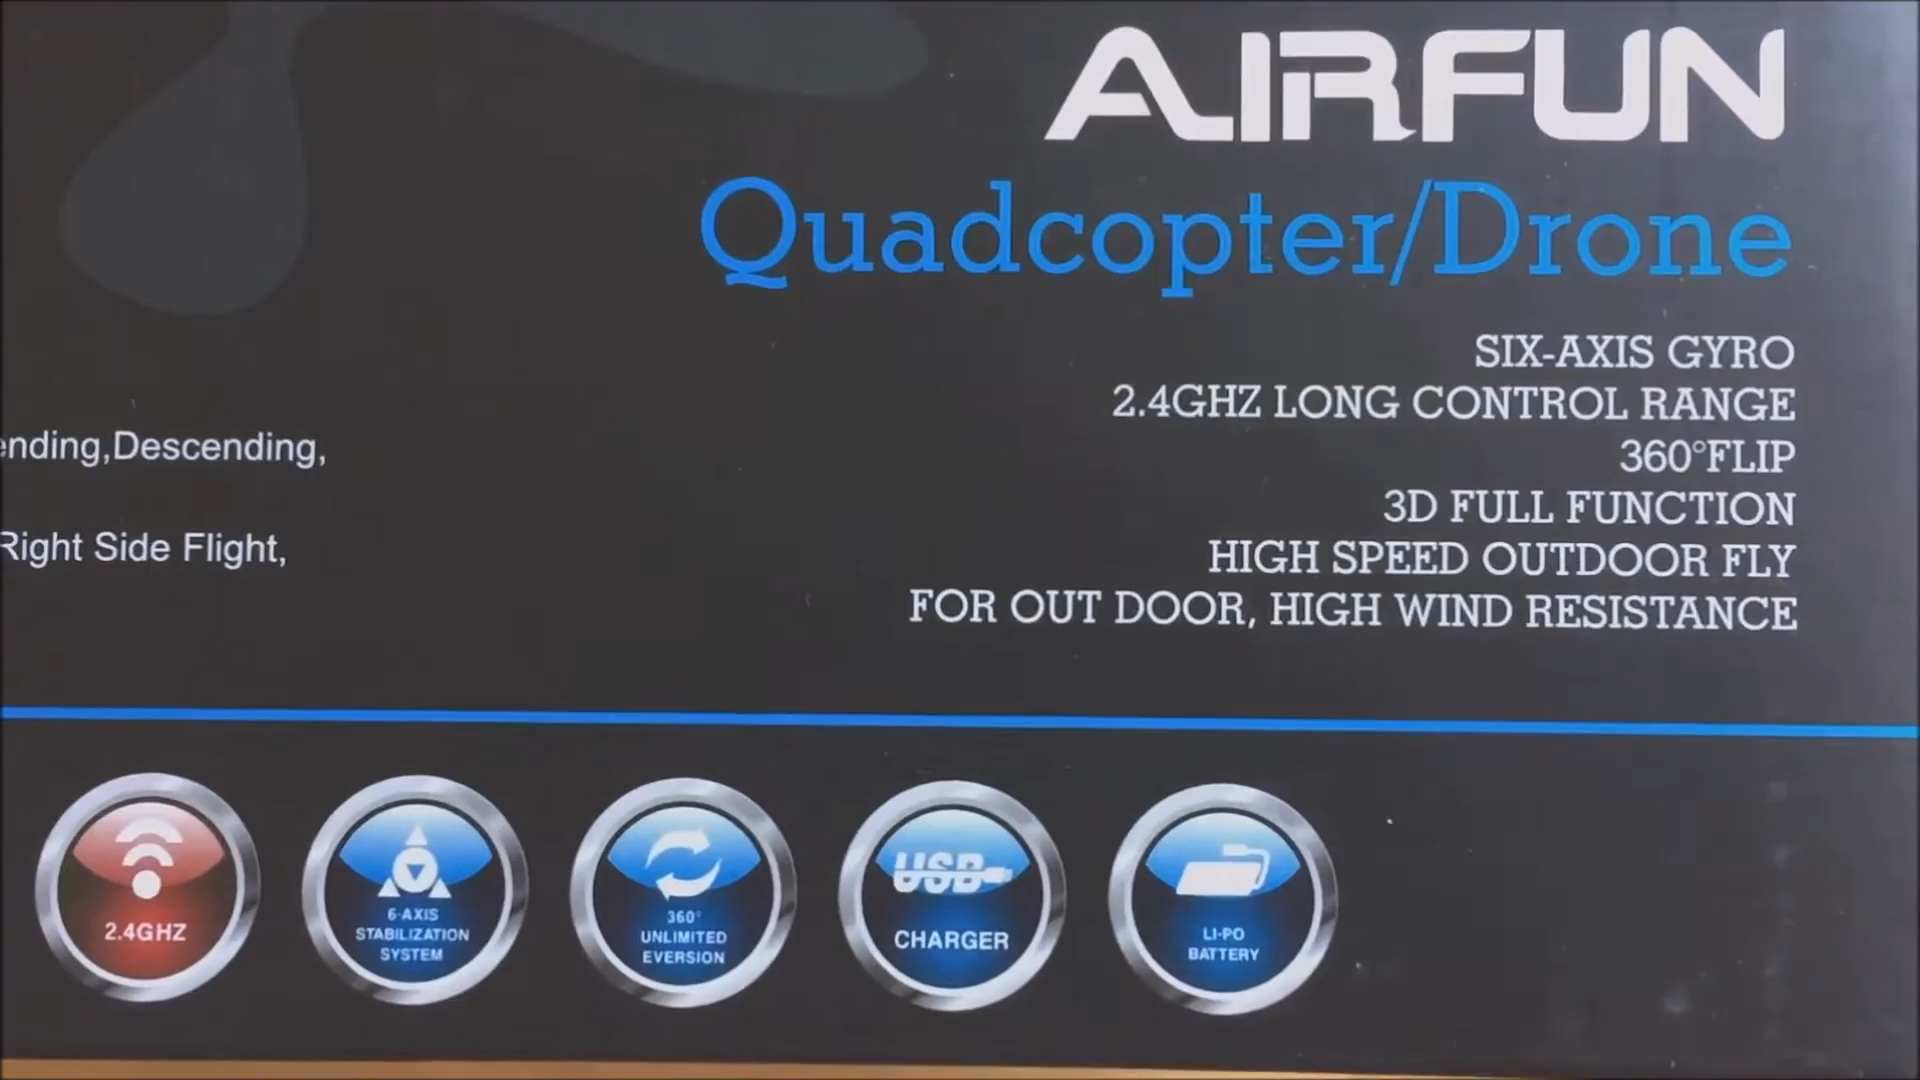 AIRFUN
Quadcopter/Drone
SIX-AXIS GYRO
2.4GHZ LONG CONTROL RANGE
360°FLIP
3D FULL FUNCTION
HIGH SPEED OUTDOOR FLY
FOR OUT DOOR, HIGH WIND RESISTANCE
ending,Descending,
Right Side Flight,
2.4GHZ
6-AXIS
STABILIZATION
SYSTEM
360°
UNLIMITED
EVERSION
USB
CHARGER
LI-PO
BATTERY